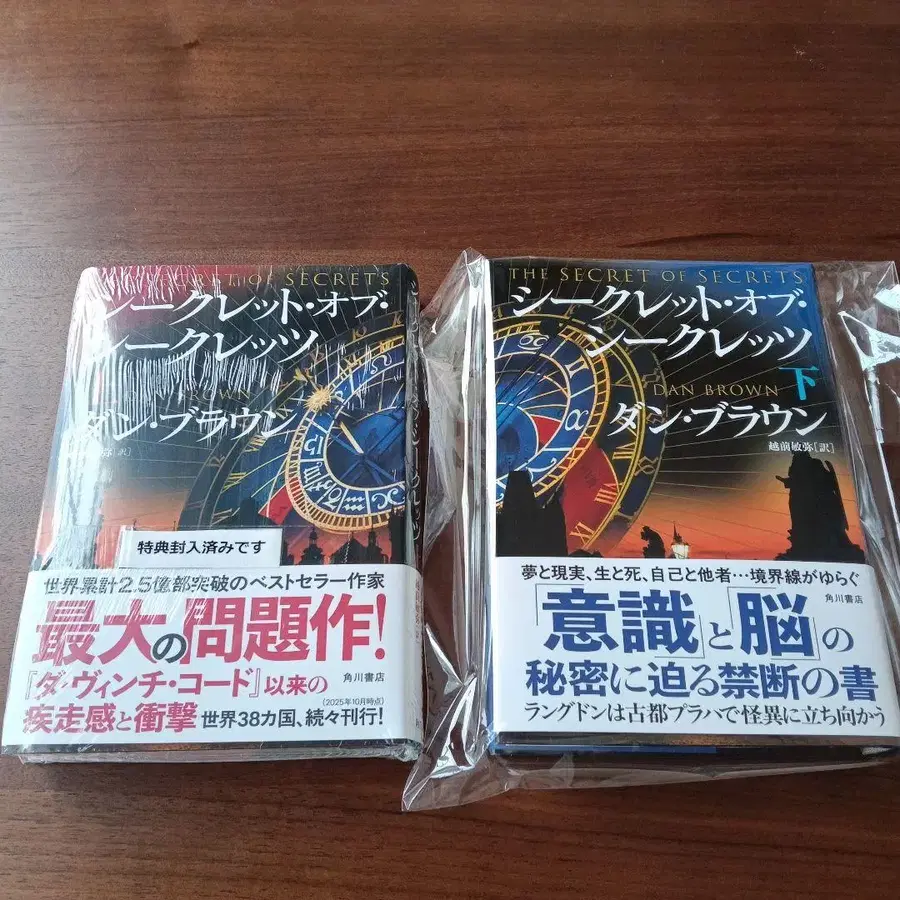 OF SECRETS
シークレット・オブ・
シークレッツ
ダン・ブラウン
[訳]
特典封入済みです
世界累計2.5億部突破のベストセラー作家
最大の問題作!
『ダ・ヴィンチ・コード』以来の
角川書店
(2025年10月時点)
疾走感と衝撃 世界38カ国、続々刊行!
THE SECRET OF SECRETS
シークレット・オブ・
シークレッツ
下
DAN BROWN
ダン・ブラウン
越前敏弥[訳]
夢と現実、生と死、自己と他者…境界線がゆらぐ
角川書店
「意識」と「脳」の
秘密に迫る禁断の書
ラングドンは古都プラハで怪異に立ち向かう